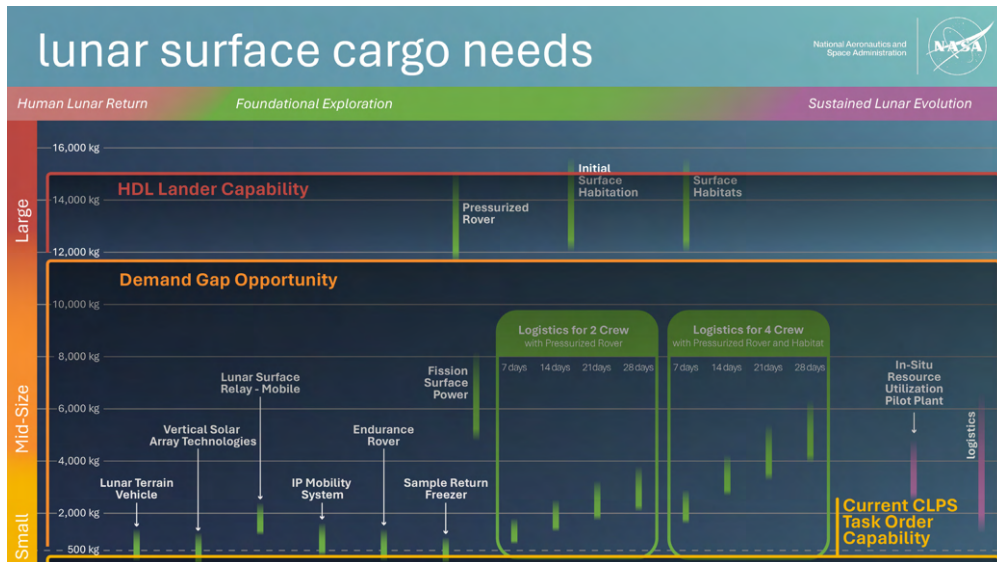 lunar surface cargo needs
National Aeronautics and
Space Administration
NASA
Human Lunar Return
Foundational Exploration
Sustained Lunar Evolution
Large
Mid-Size
Small
16,000 kg
14,000 kg
12,000 kg
10,000 kg
8,000 kg
6,000 kg
4,000 kg
2,000 kg
500 kg
HDL Lander Capability
Pressurized
Rover
Initial
Surface
Habitation
Surface
Habitats
Demand Gap Opportunity
Lunar Terrain
Vehicle
Vertical Solar
Array Technologies
Lunar Surface
Relay - Mobile
IP Mobility
System
Endurance
Rover
Sample Return
Freezer
Fission
Surface
Power
Logistics for 2 Crew
with Pressurized Rover
7 days 14 days 21 days 28 days
Logistics for 4 Crew
with Pressurized Rover and Habitat
7 days 14 days 21 days 28 days
In-Situ
Resource
Utilization
Pilot Plant
logistics
Current CLPS
Task Order
Capability